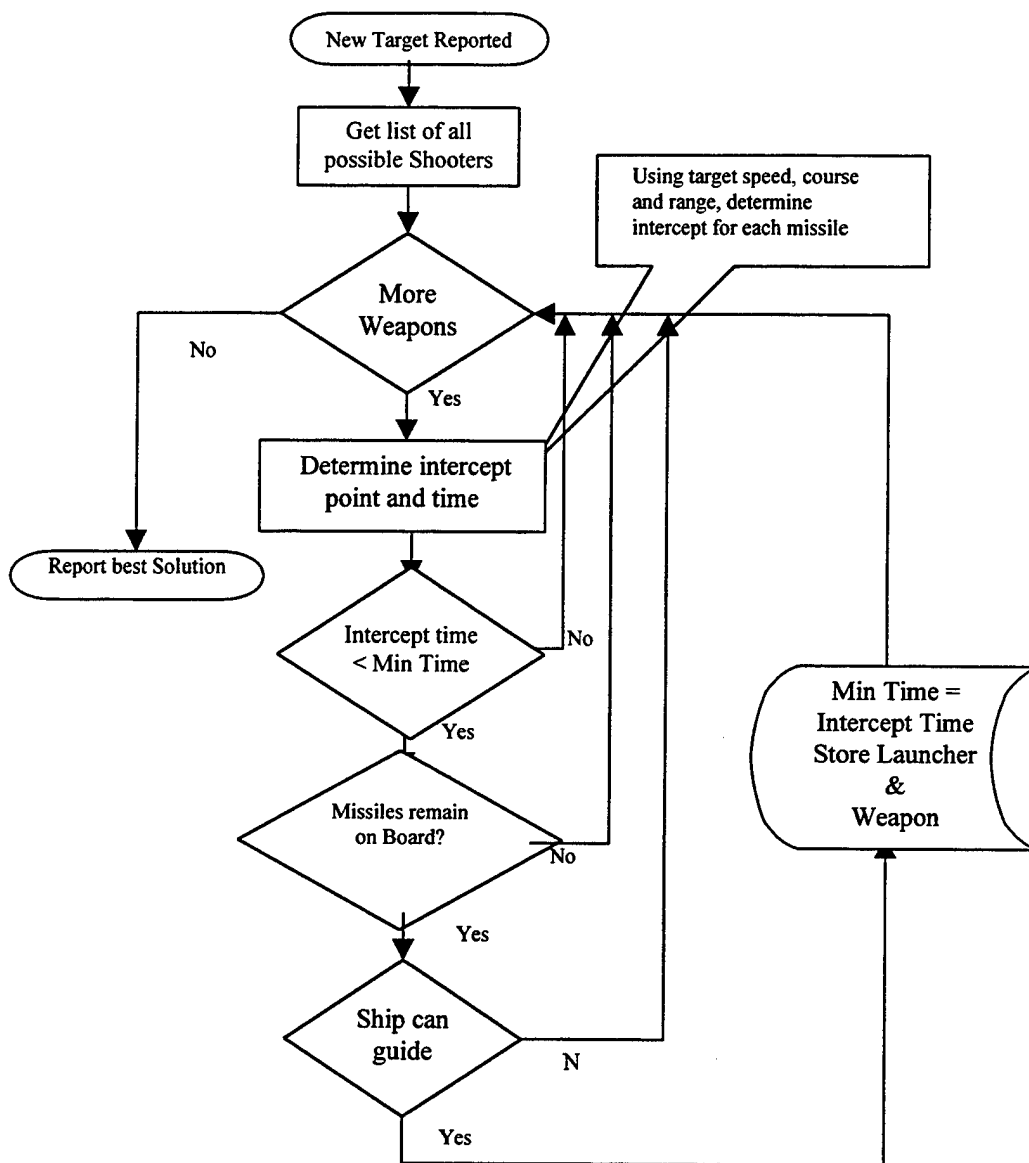 New Target Reported
Get list of all
possible Shooters
Using target speed, course
and range, determine
intercept for each missile
More
Weapons
No
Yes
Determine intercept
point and time
Report best Solution
Intercept time
< Min Time
No
Yes
Min Time =
Intercept Time
Store Launcher
&
Weapon
Missiles remain
on Board?
No
Yes
Ship can
guide
N
Yes